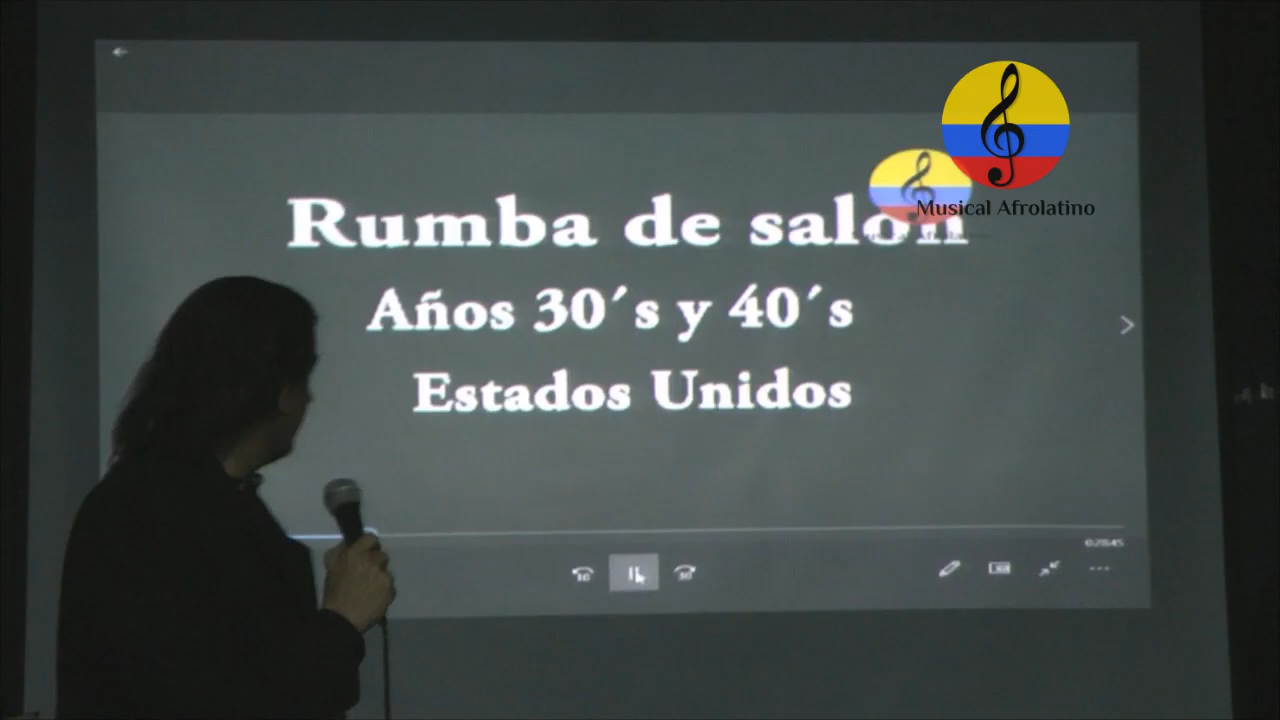 Rumba de salon
Musical Afrolatino
Años 30´s y 40´s
Estados Unidos